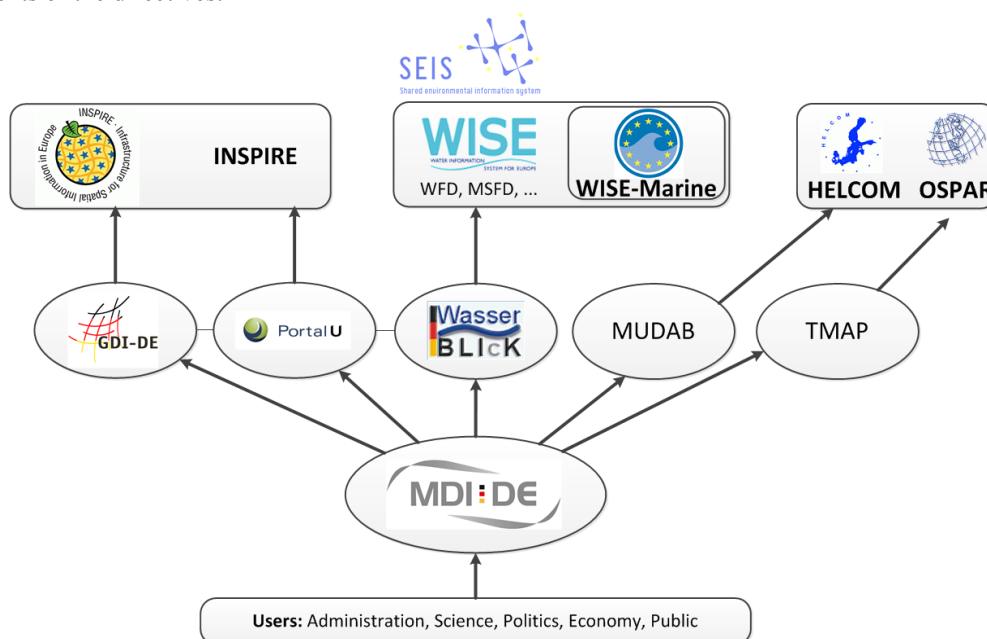 SEIS
Shared environmental information system
INSPIRE - Infrastructure for Spatial Information in Europe
INSPIRE
WISE
WATER INFORMATION
SYSTEM FOR EUROPE
WFD, MSFD, ...
WISE-Marine
HELCOM
HELCOM OSPAR
GDI-DE
PortalU
Wasser
BLIcK
MUDAB
TMAP
MDI:DE
Users: Administration, Science, Politics, Economy, Public